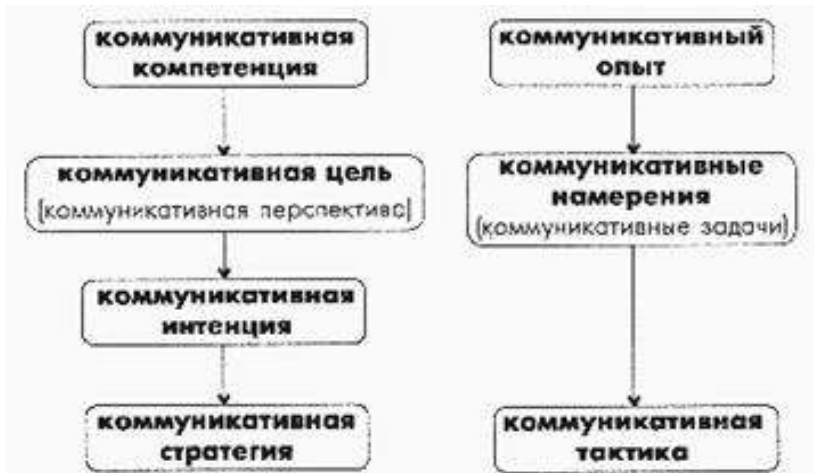 коммуникативная
компетенция
коммуникативная цель
(коммуникативная перспектива)
коммуникативная
интенция
коммуникативная
стратегия
коммуникативный
опыт
коммуникативные
намерения
(коммуникативные задачи)
коммуникативная
тактика